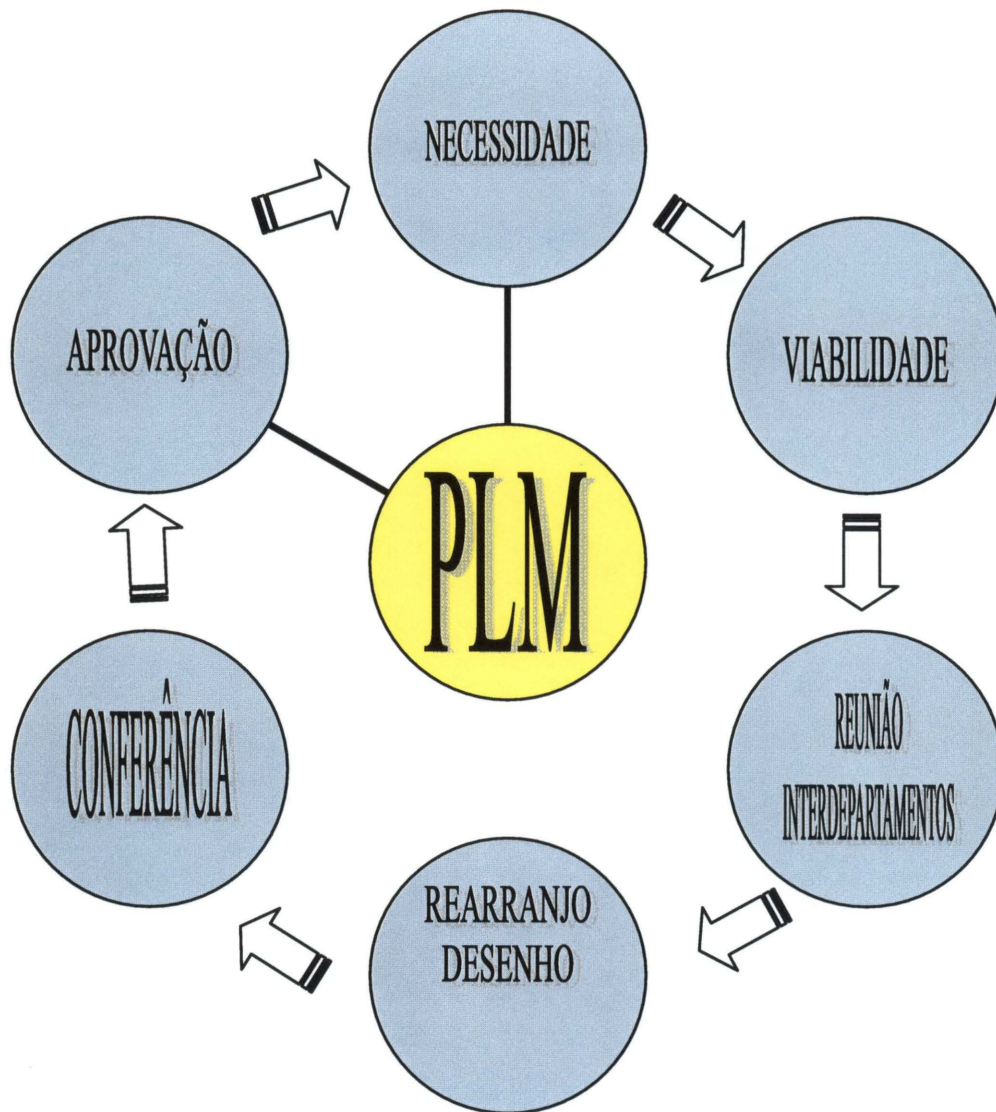 NECESSIDADE
VIABILIDADE
REUNIÃO
INTERDEPARTAMENTOS
REARRANJO
DESENHO
CONFERÊNCIA
APROVAÇÃO
PLM